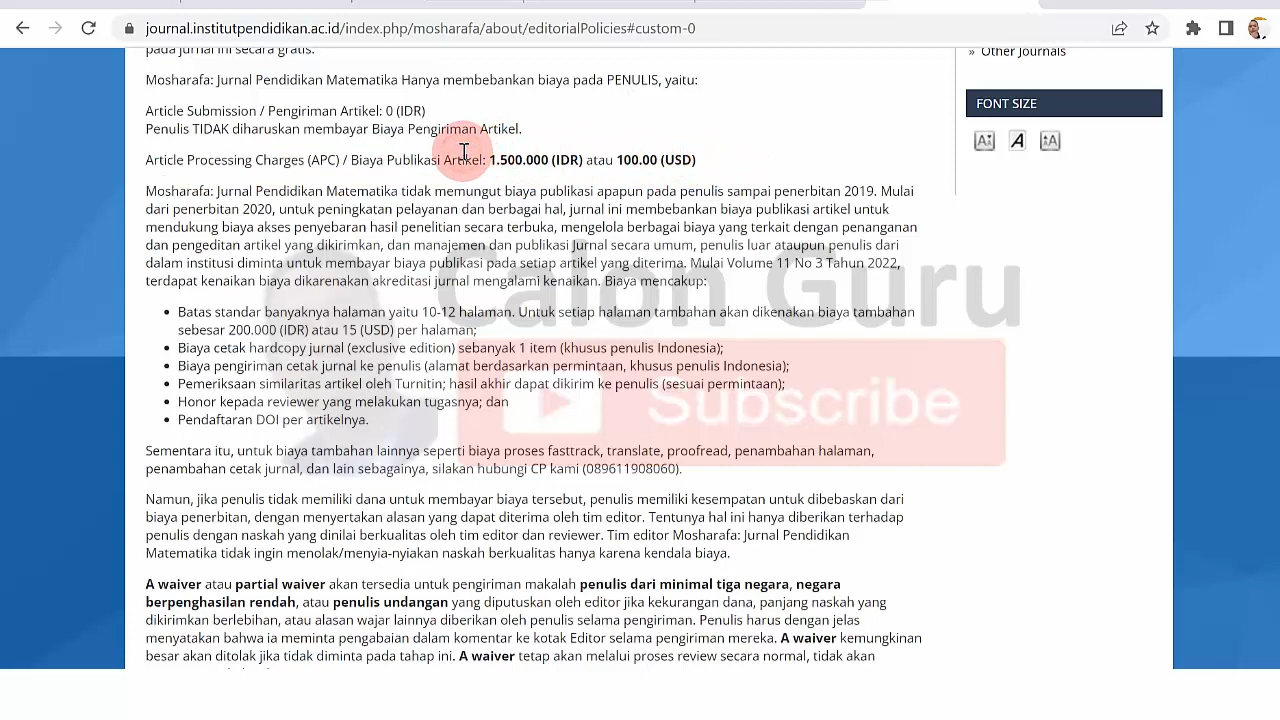 journal.institutpendidikan.ac.id/index.php/mosharafa/about/editorialPolicies#custom-0
pada jurnal ini secara gratis.
» Other Journals
Mosharafa: Jurnal Pendidikan Matematika Hanya membebankan biaya pada PENULIS, yaitu:
FONT SIZE
Article Submission / Pengiriman Artikel: 0 (IDR)
Penulis TIDAK diharuskan membayar Biaya Pengiriman Artikel.
Article Processing Charges (APC) / Biaya Publikasi Artikel: 1.500.000 (IDR) atau 100.00 (USD)
Mosharafa: Jurnal Pendidikan Matematika tidak memungut biaya publikasi apapun pada penulis sampai penerbitan 2019. Mulai
dari penerbitan 2020, untuk peningkatan pelayanan dan berbagai hal, jurnal ini membebankan biaya publikasi artikel untuk
mendukung biaya akses penyebaran hasil penelitian secara terbuka, mengelola berbagai biaya yang terkait dengan penanganan
dan pengeditan artikel yang dikirimkan, dan manajemen dan publikasi Jurnal secara umum, penulis luar ataupun penulis dari
dalam institusi diminta untuk membayar biaya publikasi pada setiap artikel yang diterima. Mulai Volume 11 No 3 Tahun 2022,
terdapat kenaikan biaya dikarenakan akreditasi jurnal mengalami kenaikan. Biaya mencakup:
Calon Guru
• Batas standar banyaknya halaman yaitu 10-12 halaman. Untuk setiap halaman tambahan akan dikenakan biaya tambahan
sebesar 200.000 (IDR) atau 15 (USD) per halaman;
• Biaya cetak hardcopy jurnal (exclusive edition) sebanyak 1 item (khusus penulis Indonesia);
• Biaya pengiriman cetak jurnal ke penulis (alamat berdasarkan permintaan, khusus penulis Indonesia);
• Pemeriksaan similaritas artikel oleh Turnitin; hasil akhir dapat dikirim ke penulis (sesuai permintaan);
• Honor kepada reviewer yang melakukan tugasnya; dan
• Pendaftaran DOI per artikelnya.
Subscribe
Sementara itu, untuk biaya tambahan lainnya seperti biaya proses fasttrack, translate, proofread, penambahan halaman,
penambahan cetak jurnal, dan lain sebagainya, silakan hubungi CP kami (089611908060).
Namun, jika penulis tidak memiliki dana untuk membayar biaya tersebut, penulis memiliki kesempatan untuk dibebaskan dari
biaya penerbitan, dengan menyertakan alasan yang dapat diterima oleh tim editor. Tentunya hal ini hanya diberikan terhadap
penulis dengan naskah yang dinilai berkualitas oleh tim editor dan reviewer. Tim editor Mosharafa: Jurnal Pendidikan
Matematika tidak ingin menolak/menyia-nyiakan naskah berkualitas hanya karena kendala biaya.
A waiver atau partial waiver akan tersedia untuk pengiriman makalah penulis dari minimal tiga negara, negara
berpenghasilan rendah, atau penulis undangan yang diputuskan oleh editor jika kekurangan dana, panjang naskah yang
dikirimkan berlebihan, atau alasan wajar lainnya diberikan oleh penulis selama pengiriman. Penulis harus dengan jelas
menyatakan bahwa ia meminta pengabaian dalam komentar ke kotak Editor selama pengiriman mereka. A waiver kemungkinan
besar akan ditolak jika tidak diminta pada tahap ini. A waiver tetap akan melalui proses review secara normal, tidak akan